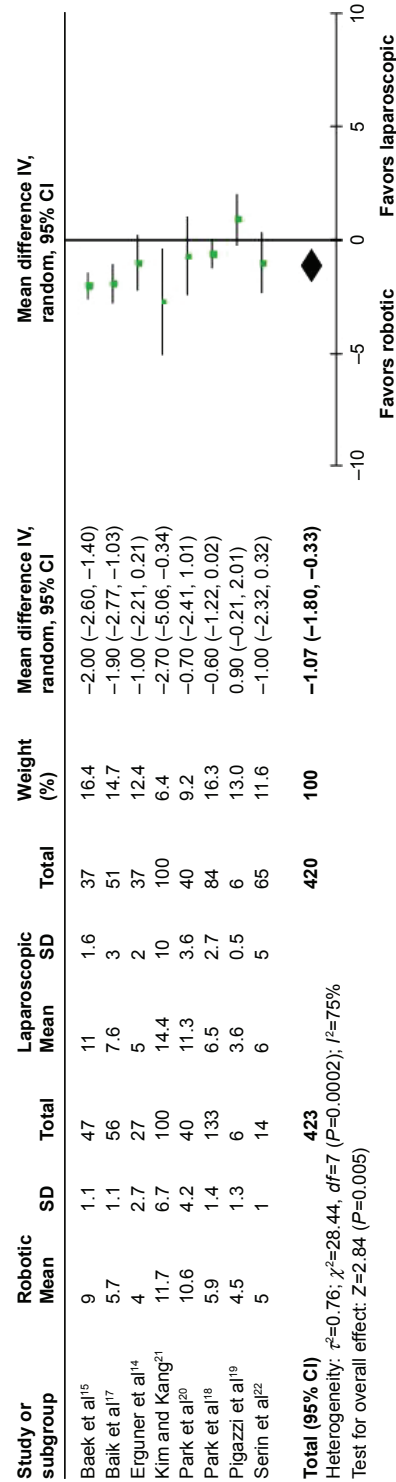 Study or subgroup Robotic Mean SD Total Laparoscopic Mean SD Total Weight (%) Mean difference IV, random, 95% CI Mean difference IV, random, 95% CI
Baek et al15 9 1.1 47 11 1.6 37 16.4 −2.00 (−2.60, −1.40)
Baik et al17 5.7 1.1 56 7.6 3 51 14.7 −1.90 (−2.77, −1.03)
Erguner et al14 4 2.7 27 5 2 37 12.4 −1.00 (−2.21, 0.21)
Kim and Kang21 11.7 6.7 100 14.4 10 100 6.4 −2.70 (−5.06, −0.34)
Park et al20 10.6 4.2 40 11.3 3.6 40 9.2 −0.70 (−2.41, 1.01)
Park et al18 5.9 1.4 133 6.5 2.7 84 16.3 −0.60 (−1.22, 0.02)
Pigazzi et al19 4.5 1.3 6 3.6 0.5 6 13.0 0.90 (−0.21, 2.01)
Serin et al22 5 1 14 6 5 65 11.6 −1.00 (−2.32, 0.32)
Total (95% CI) 423 420 100 −1.07 (−1.80, −0.33)
Heterogeneity: τ²=0.76; χ²=28.44, df=7 (P=0.0002); I²=75%
Test for overall effect: Z=2.84 (P=0.005)
−10 −5 0 5 10
Favors robotic Favors laparoscopic